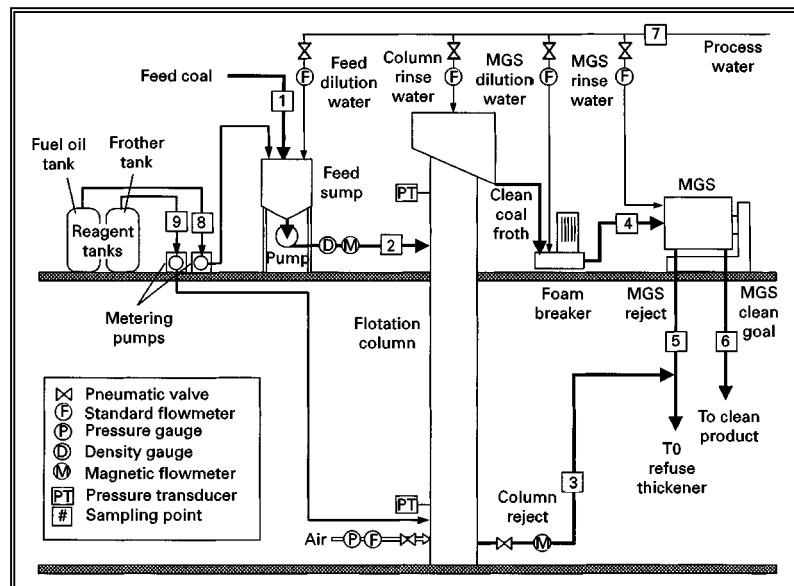 7
Process
water
Feed
dilution
water
Column
rinse
water
MGS
dilution
water
MGS
rinse
water
F
F
F
F
Feed coal
1
Fuel oil
tank
Frother
tank
Reagent
tanks
9
8
Feed
sump
Pump
D
M
2
PT
Clean
coal
froth
4
MGS
Metering
pumps
Flotation
column
Foam
breaker
MGS
reject
MGS
clean
goal
5
6
Pneumatic valve
F Standard flowmeter
P Pressure gauge
D Density gauge
M Magnetic flowmeter
PT Pressure transducer
# Sampling point
3
To clean
product
T0
refuse
thickener
PT
Column
reject
Air
P
F
M